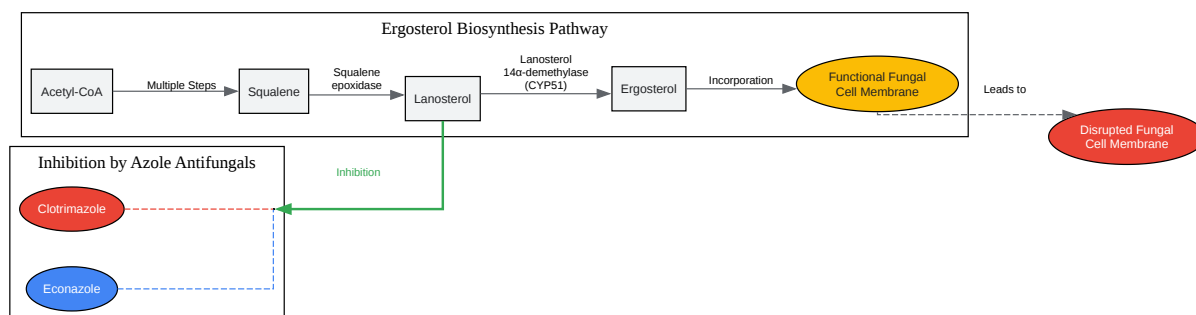 Ergosterol Biosynthesis Pathway
Acetyl-CoA
Multiple Steps
Squalene
Squalene
epoxidase
Lanosterol
Lanosterol
14α-demethylase
(CYP51)
Ergosterol
Incorporation
Functional Fungal
Cell Membrane
Leads to
Disrupted Fungal
Cell Membrane
Inhibition by Azole Antifungals
Inhibition
Clotrimazole
Econazole